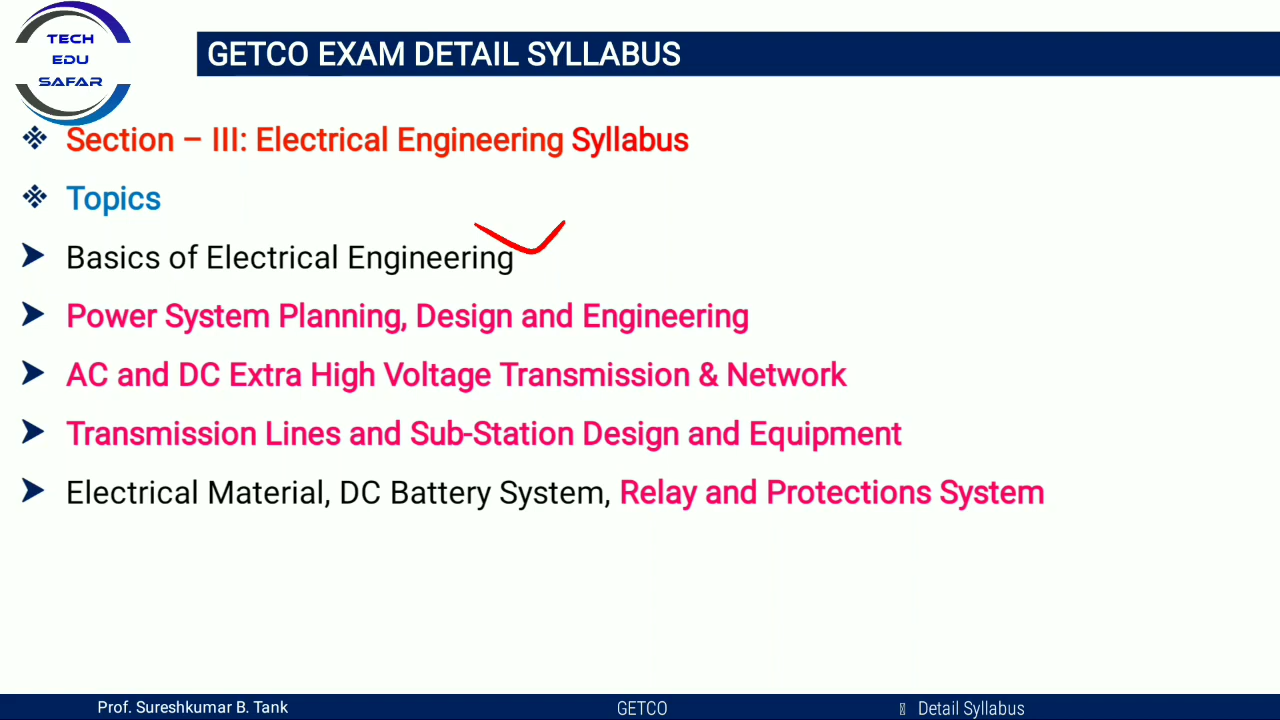 TECH
EDU
SAFAR
GETCO EXAM DETAIL SYLLABUS
Section – III: Electrical Engineering Syllabus
Topics
Basics of Electrical Engineering
Power System Planning, Design and Engineering
AC and DC Extra High Voltage Transmission & Network
Transmission Lines and Sub-Station Design and Equipment
Electrical Material, DC Battery System, Relay and Protections System
Prof. Sureshkumar B. Tank
GETCO
Detail Syllabus